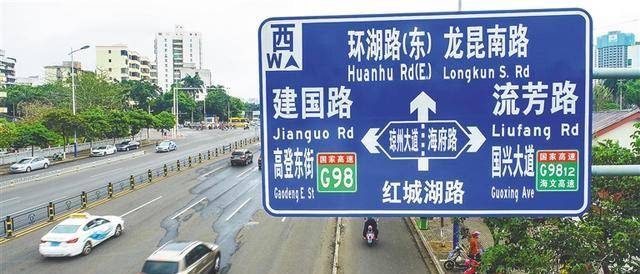 西
W
环湖路(东) 龙昆南路
Huanhu Rd(E.) Longkun S. Rd
建国路
Jianguo Rd
流芳路
Liufang Rd
琼州大道 海府路
高登东街
Gaodeng E. St
国家高速
G98
国兴大道
Guoxing Ave
国家高速
G9812
海文高速
红城湖路